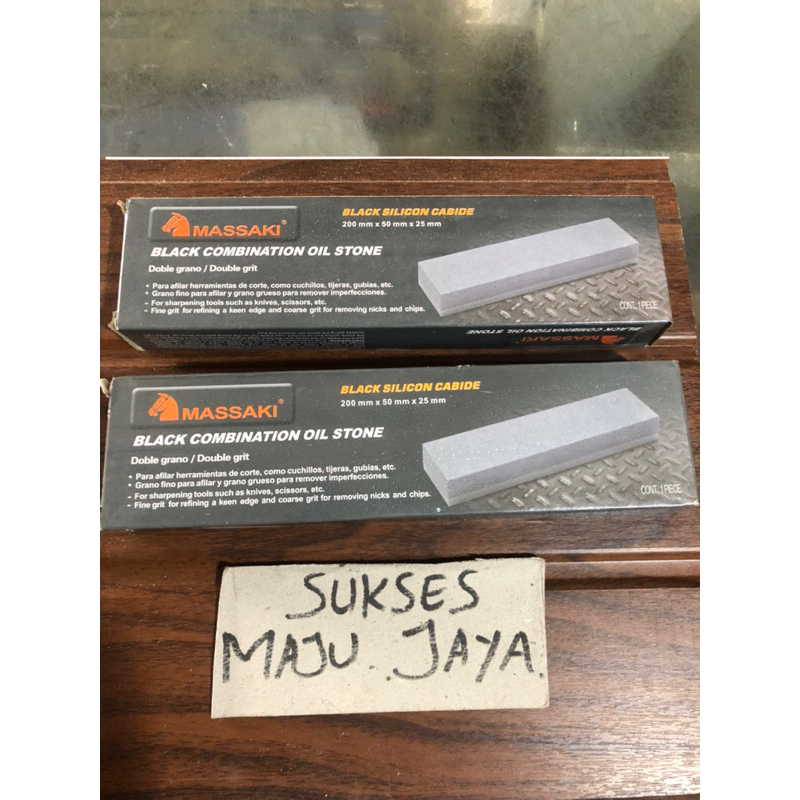 MASSAKI®
BLACK SILICON CABIDE
200 mm x 50 mm x 25 mm
BLACK COMBINATION OIL STONE
Doble grano / Double grit
• Para afilar herramientas de corte, como cuchillos, tijeras, gubias, etc.
• Grano fino para afilar y grano grueso para remover imperfecciones.
– For sharpening tools such as knives, scissors, etc.
– Fine grit for refining a keen edge and coarse grit for removing nicks and chips.
CONT. 1 PIECE
BLACK COMBINATION OIL STONE
MASSAKI
MASSAKI®
BLACK SILICON CABIDE
200 mm x 50 mm x 25 mm
BLACK COMBINATION OIL STONE
Doble grano / Double grit
• Para afilar herramientas de corte, como cuchillos, tijeras, gubias, etc.
• Grano fino para afilar y grano grueso para remover imperfecciones.
– For sharpening tools such as knives, scissors, etc.
– Fine grit for refining a keen edge and coarse grit for removing nicks and chips.
CONT. 1 PIECE
SUKSES
MAJU JAYA.